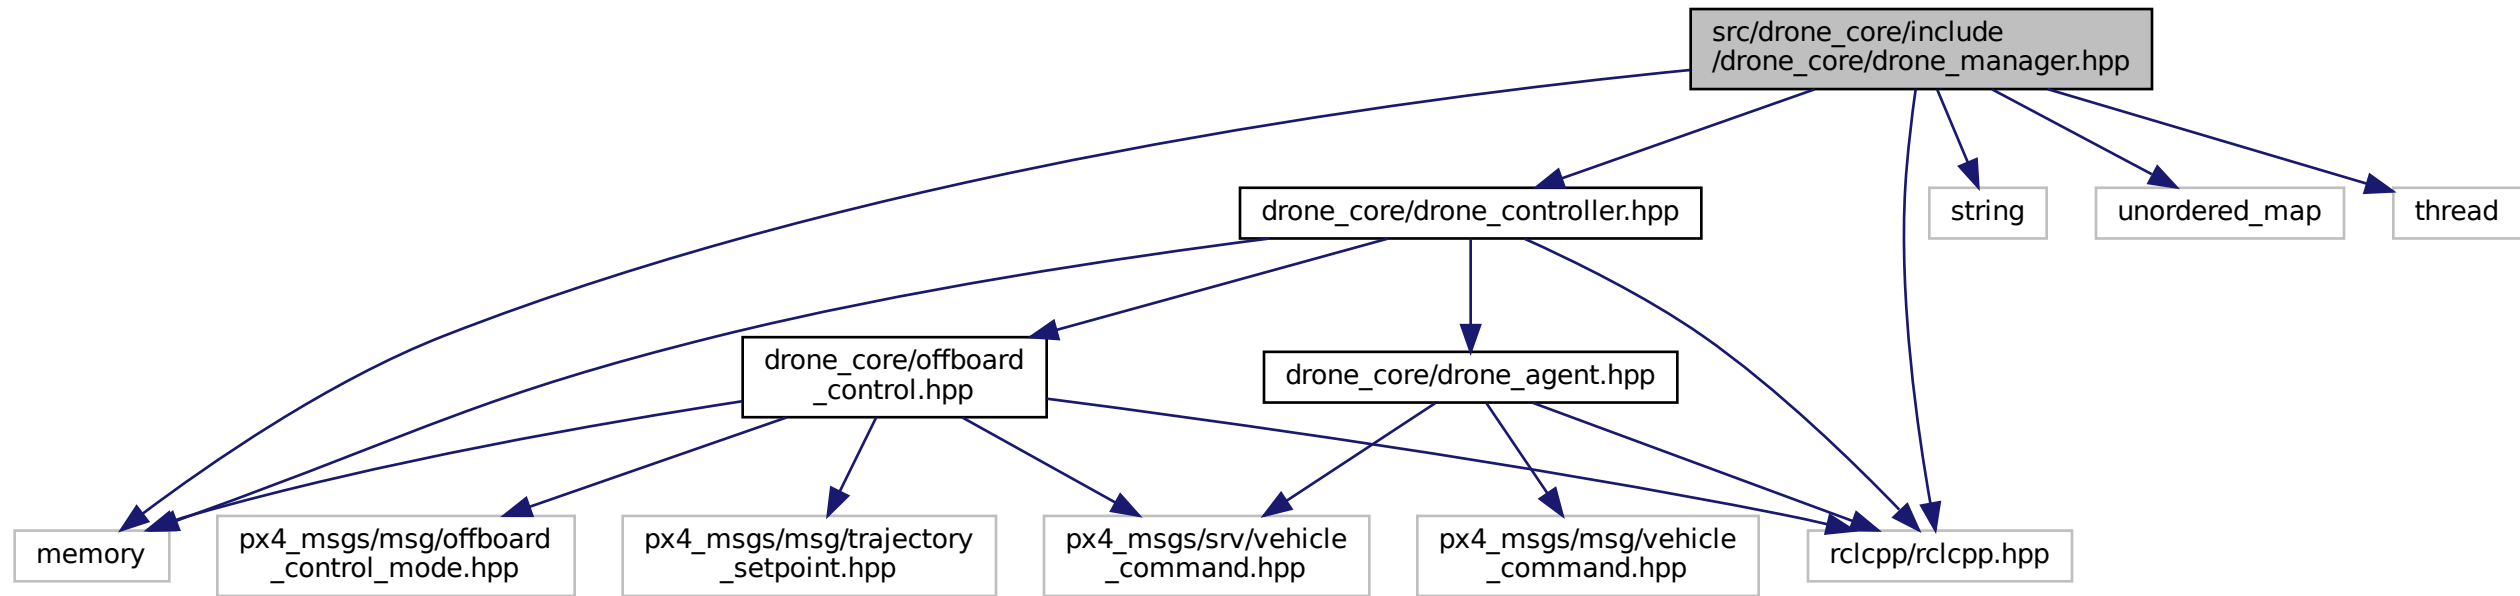 src/drone_core/include
/drone_core/drone_manager.hpp
drone_core/drone_controller.hpp
string
unordered_map
thread
drone_core/offboard
_control.hpp
drone_core/drone_agent.hpp
memory
px4_msgs/msg/offboard
_control_mode.hpp
px4_msgs/msg/trajectory
_setpoint.hpp
px4_msgs/srv/vehicle
_command.hpp
px4_msgs/msg/vehicle
_command.hpp
rclcpp/rclcpp.hpp